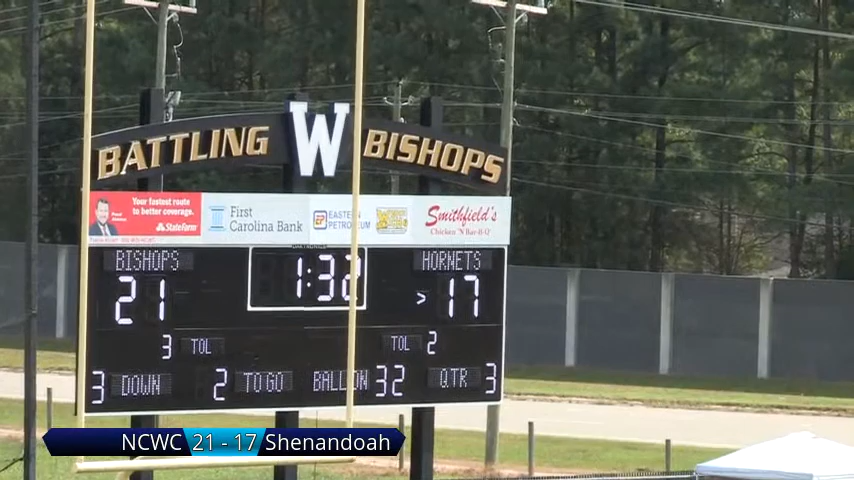 BATTLING W BISHOPS
Your fastest route
to better coverage.
StateFarm
First
Carolina Bank
EASTERN
PETROLEUM
Smithfield's
Chicken 'N Bar-B-Q
BISHOPS 1:32 HORNETS
21 > 17
3 TOL TOL 2
3 DOWN 2 TO GO BALL ON 32 QTR 3
NCWC 21 - 17 Shenandoah